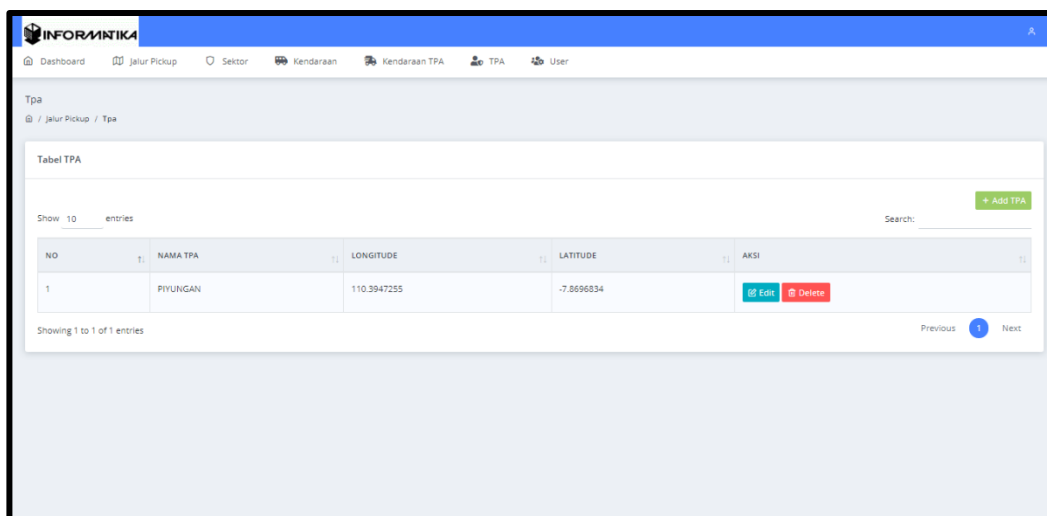 INFORMATIKA
Dashboard Jalur Pickup Sektor Kendaraan Kendaraan TPA TPA User
Tpa
/ Jalur Pickup / Tpa
Tabel TPA
+ Add TPA
Show 10 entries Search:
NO NAMA TPA LONGITUDE LATITUDE AKSI
1 PIYUNGAN 110.3947255 -7.8696834 Edit Delete
Showing 1 to 1 of 1 entries Previous 1 Next